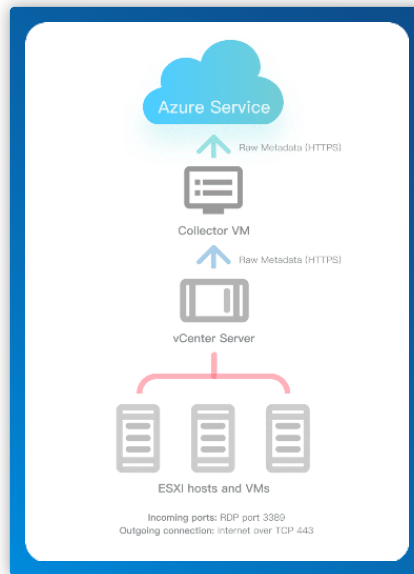 Azure Service
Raw Metadata (HTTPS)
Collector VM
Raw Metadata (HTTPS)
vCenter Server
ESXI hosts and VMs
Incoming ports: RDP port 3389
Outgoing connection: Internet over TCP 443